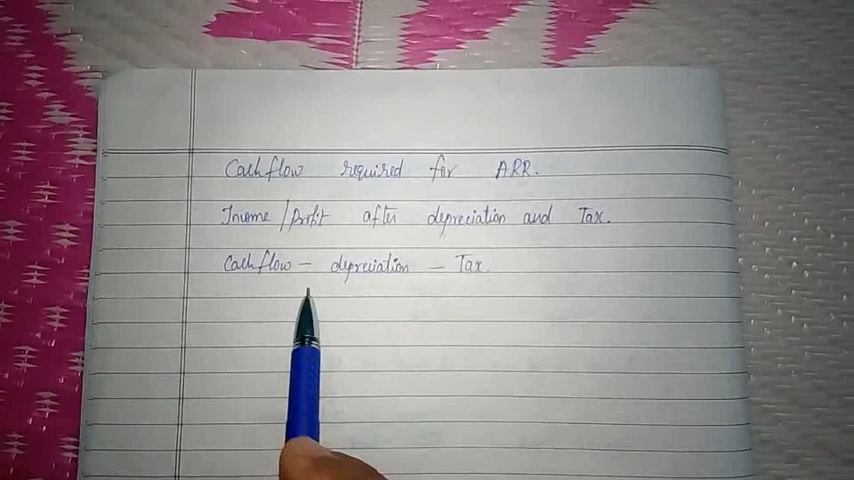 Cashflow required for ARR.
Income/Profit after depreciation and Tax.
Cashflow - depreciation - Tax.